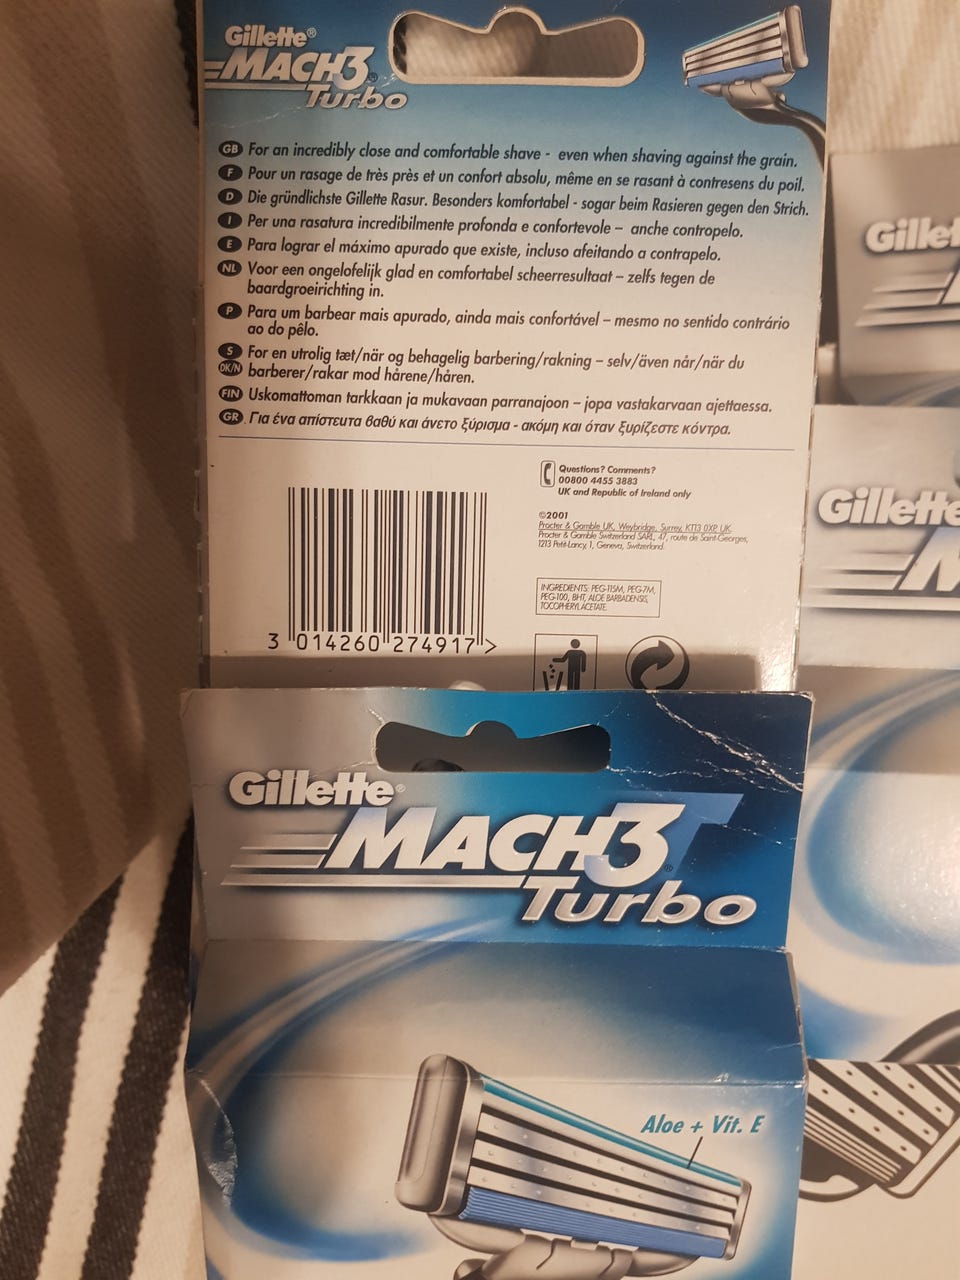 Gillette®
MACH3®
Turbo
GB For an incredibly close and comfortable shave - even when shaving against the grain.
F Pour un rasage de très près et un confort absolu, même en se rasant à contresens du poil.
D Die gründlichste Gillette Rasur. Besonders komfortabel - sogar beim Rasieren gegen den Strich.
I Per una rasatura incredibilmente profonda e confortevole – anche contropelo.
E Para lograr el máximo apurado que existe, incluso afeitando a contrapelo.
NL Voor een ongelofelijk glad en comfortabel scheerresultaat – zelfs tegen de
baardgroeirichting in.
P Para um barbear mais apurado, ainda mais confortável – mesmo no sentido contrário
ao do pêlo.
S For en utrolig tæt/när og behagelig barbering/rakning – selv/även når/när du
DK/N barberer/rakar mod hårene/håren.
FIN Uskomattoman tarkkaan ja mukavaan parranajoon – jopa vastakarvaan ajettaessa.
GR Για ένα απίστευτα βαθύ και άνετο ξύρισμα - ακόμη και όταν ξυρίζεστε κόντρα.
Questions? Comments?
00800 4455 3883
UK and Republic of Ireland only
©2001
Procter & Gamble UK, Weybridge, Surrey, KT13 0XP, UK.
Procter & Gamble Switzerland SARL, 47, route de Saint-Georges,
1213 Petit-Lancy, 1, Geneva, Switzerland.
INGREDIENTS: PEG-115M, PEG-7M,
PEG-100, BHT, ALOE BARBADENSIS,
TOCOPHERYL ACETATE.
3 014260 274917 >
Gillette®
MACH3®
Turbo
Aloe + Vit. E
Gillet
Gillette
M